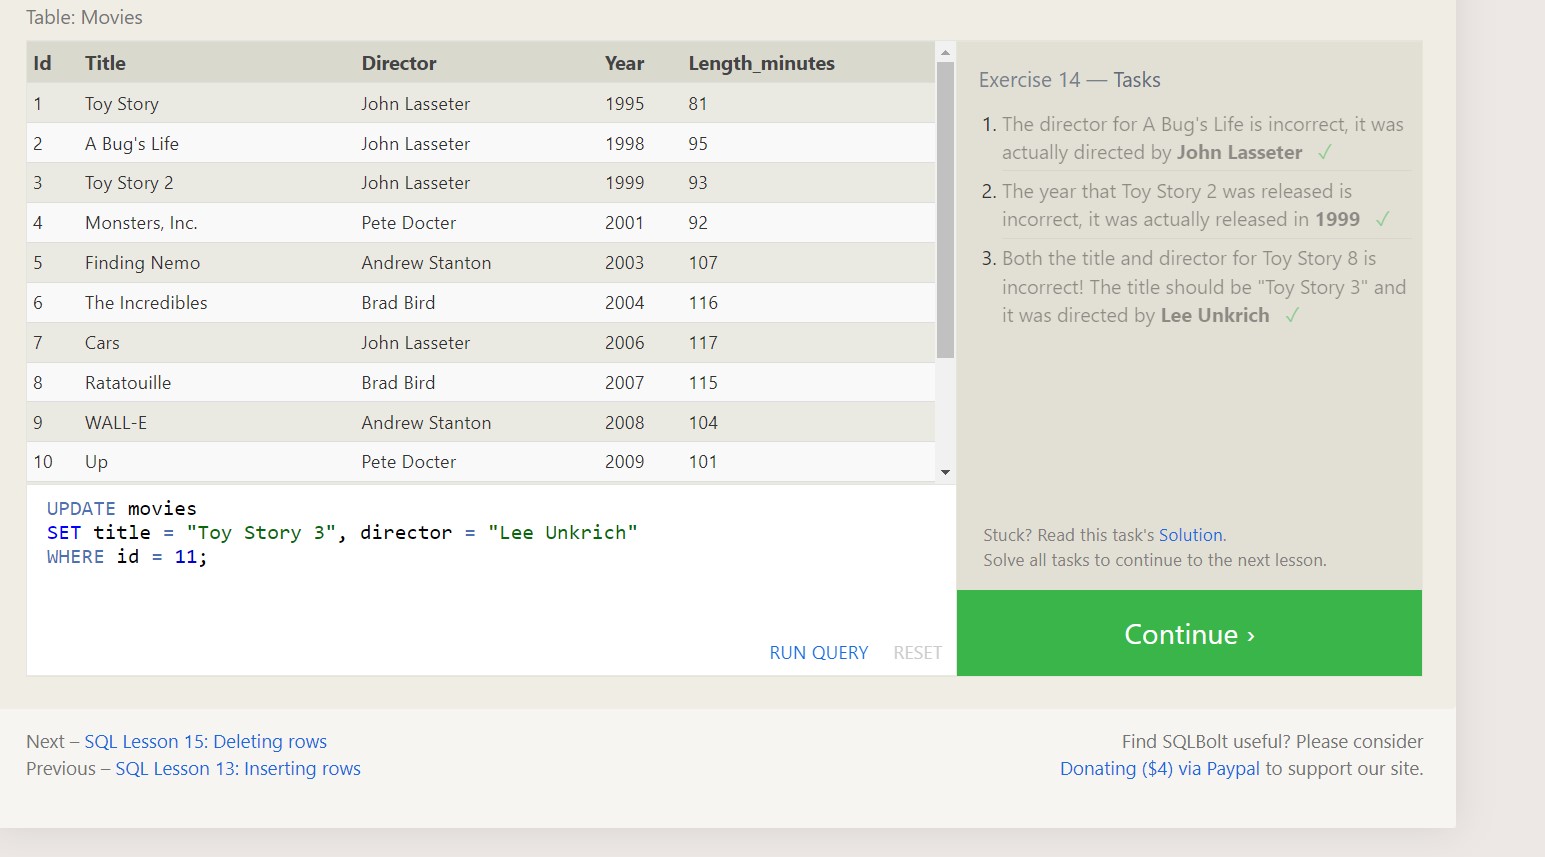 Table: Movies
Id Title Director Year Length_minutes
1 Toy Story John Lasseter 1995 81
2 A Bug's Life John Lasseter 1998 95
3 Toy Story 2 John Lasseter 1999 93
4 Monsters, Inc. Pete Docter 2001 92
5 Finding Nemo Andrew Stanton 2003 107
6 The Incredibles Brad Bird 2004 116
7 Cars John Lasseter 2006 117
8 Ratatouille Brad Bird 2007 115
9 WALL-E Andrew Stanton 2008 104
10 Up Pete Docter 2009 101
UPDATE movies
SET title = "Toy Story 3", director = "Lee Unkrich"
WHERE id = 11;
RUN QUERY RESET
Exercise 14 — Tasks
1. The director for A Bug's Life is incorrect, it was
actually directed by John Lasseter ✓
2. The year that Toy Story 2 was released is
incorrect, it was actually released in 1999 ✓
3. Both the title and director for Toy Story 8 is
incorrect! The title should be "Toy Story 3" and
it was directed by Lee Unkrich ✓
Stuck? Read this task's Solution.
Solve all tasks to continue to the next lesson.
Continue ›
Next – SQL Lesson 15: Deleting rows
Previous – SQL Lesson 13: Inserting rows
Find SQLBolt useful? Please consider
Donating ($4) via Paypal to support our site.